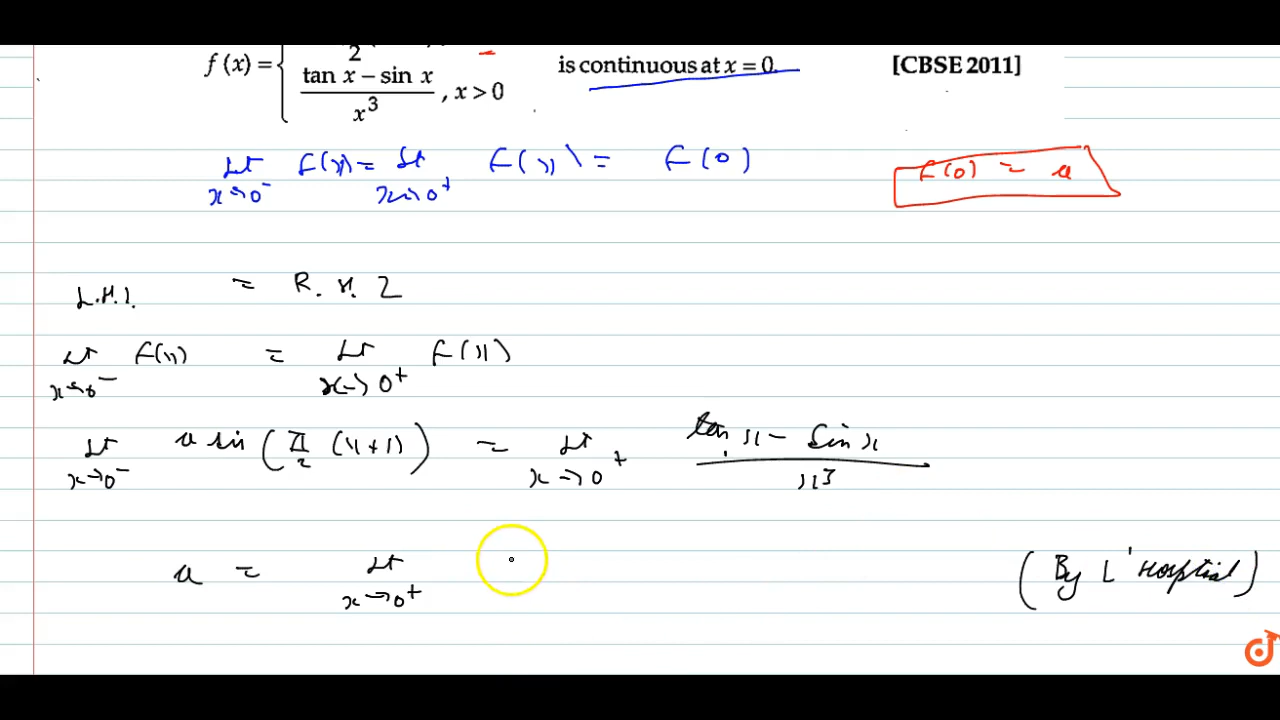 f (x) =
2
tan x – sin x
x³
, x > 0
is continuous at x = 0.
[CBSE 2011]
Lt x→0⁻ f(x) = Lt x→0⁺ f(x) = f(0)
f(0) = a
L.H.L = R.H.L
Lt x→0⁻ f(x) = Lt x→0⁺ f(x)
Lt x→0⁻ a sin (π/2 (x+1)) = Lt x→0⁺ tan x – sin x / x³
a = Lt x→0⁺
(By L'Hospital)